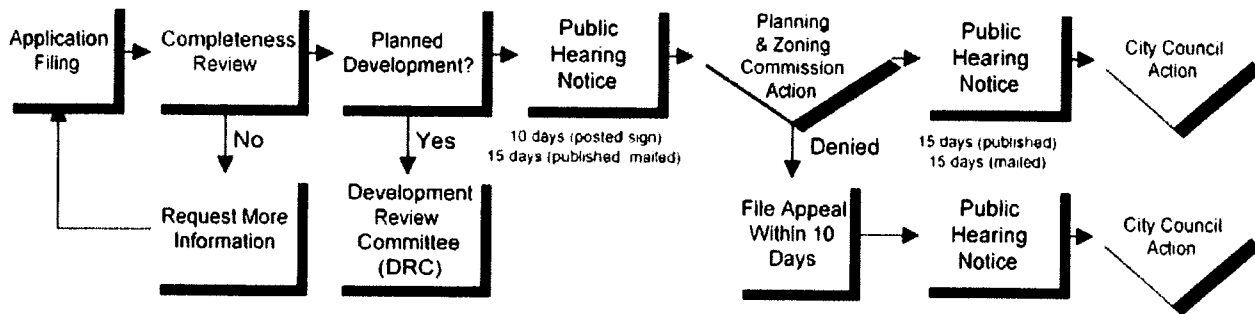 Application
Filing
Completeness
Review
Planned
Development?
Public
Hearing
Notice
Planning
& Zoning
Commission
Action
Public
Hearing
Notice
City Council
Action
No
Yes
10 days (posted sign)
15 days (published mailed)
Denied
15 days (published)
15 days (mailed)
Request More
Information
Development
Review
Committee
(DRC)
File Appeal
Within 10
Days
Public
Hearing
Notice
City Council
Action